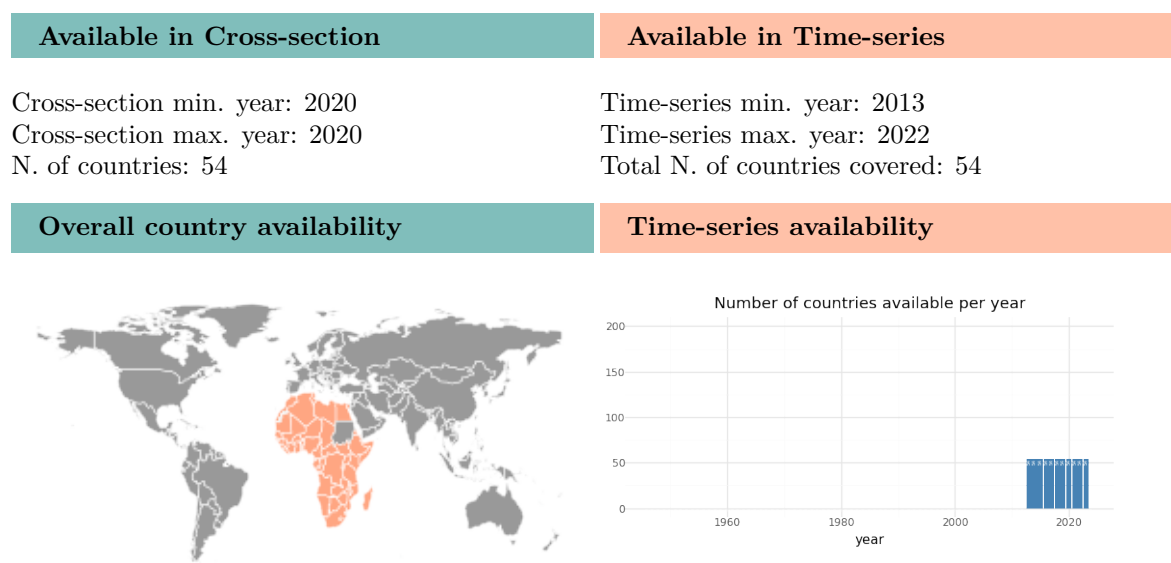 Available in Cross-section
Available in Time-series
Cross-section min. year: 2020
Cross-section max. year: 2020
N. of countries: 54
Time-series min. year: 2013
Time-series max. year: 2022
Total N. of countries covered: 54
Overall country availability
Time-series availability
Number of countries available per year
200
150
100
50
0
1960
1980
2000
2020
year